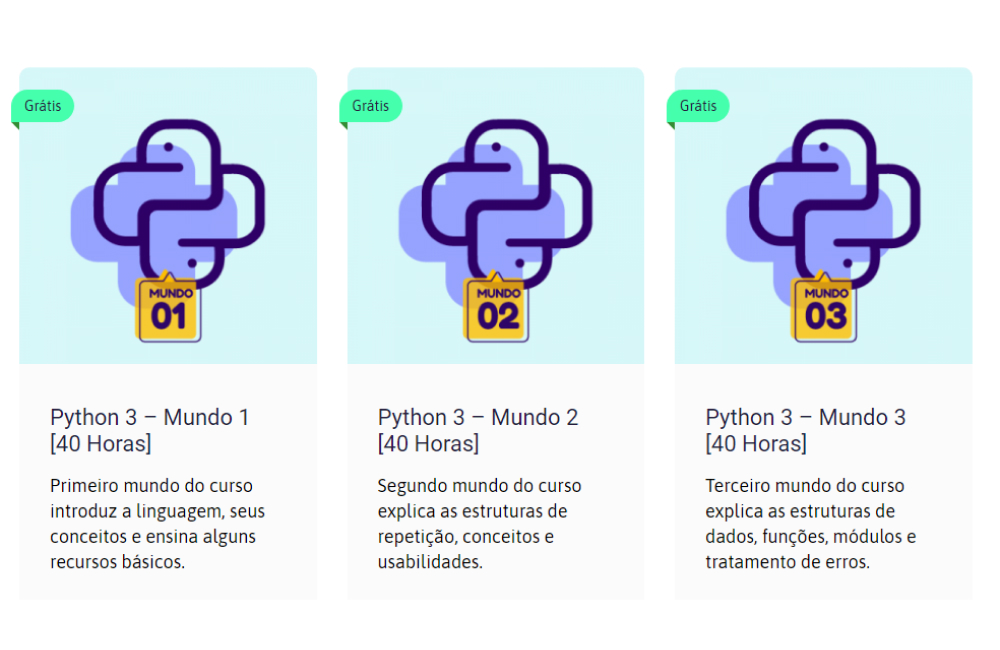 Grátis
MUNDO
01
Python 3 – Mundo 1
[40 Horas]
Primeiro mundo do curso
introduz a linguagem, seus
conceitos e ensina alguns
recursos básicos.
Grátis
MUNDO
02
Python 3 – Mundo 2
[40 Horas]
Segundo mundo do curso
explica as estruturas de
repetição, conceitos e
usabilidades.
Grátis
MUNDO
03
Python 3 – Mundo 3
[40 Horas]
Terceiro mundo do curso
explica as estruturas de
dados, funções, módulos e
tratamento de erros.